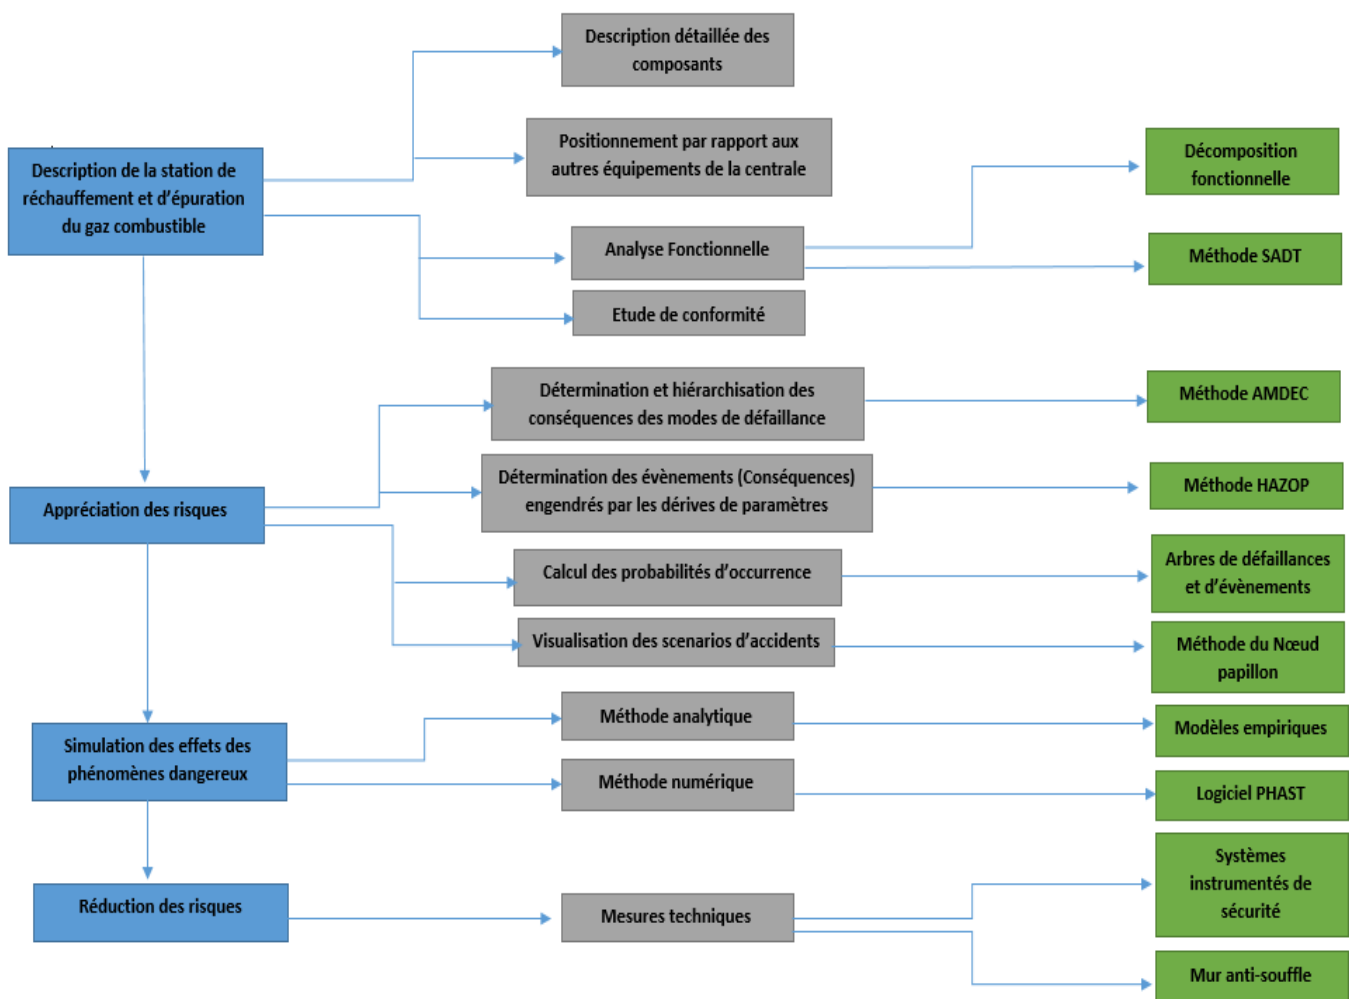 Description détaillée des
composants
Positionnement par rapport aux
autres équipements de la centrale
Décomposition
fonctionnelle
Description de la station de
réchauffement et d'épuration
du gaz combustible
Analyse Fonctionnelle
Méthode SADT
Etude de conformité
Détermination et hiérarchisation des
conséquences des modes de défaillance
Méthode AMDEC
Appréciation des risques
Détermination des évènements (Conséquences)
engendrés par les dérives de paramètres
Méthode HAZOP
Calcul des probabilités d'occurrence
Arbres de défaillances
et d'évènements
Visualisation des scenarios d'accidents
Méthode du Nœud
papillon
Simulation des effets des
phénomènes dangereux
Méthode analytique
Modèles empiriques
Méthode numérique
Logiciel PHAST
Réduction des risques
Mesures techniques
Systèmes
instrumentés de
sécurité
Mur anti-souffle